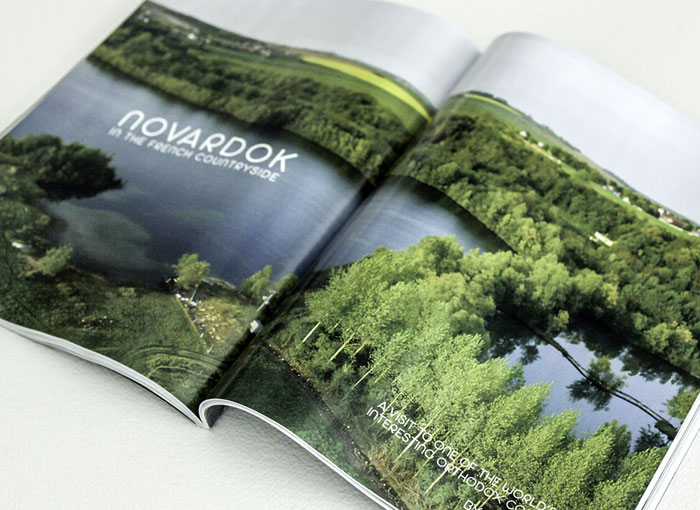 NOVARDOK
IN THE FRENCH COUNTRYSIDE
A VISIT TO ONE OF THE WORLD'S
INTERESTING ORTHODOX